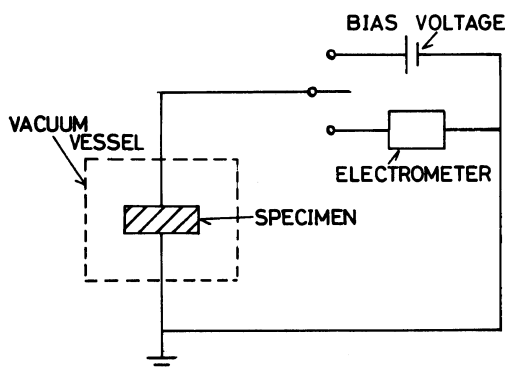 BIAS VOLTAGE
VACUUM
VESSEL
ELECTROMETER
SPECIMEN